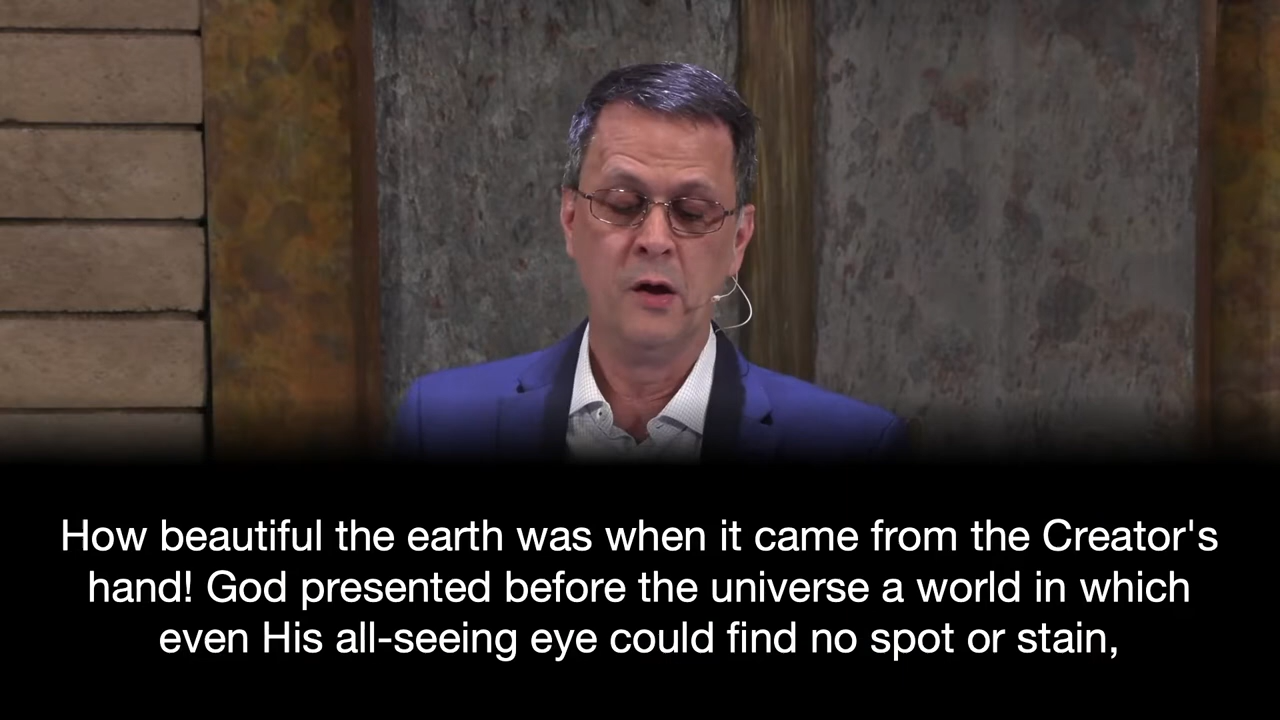 How beautiful the earth was when it came from the Creator's
hand! God presented before the universe a world in which
even His all-seeing eye could find no spot or stain,